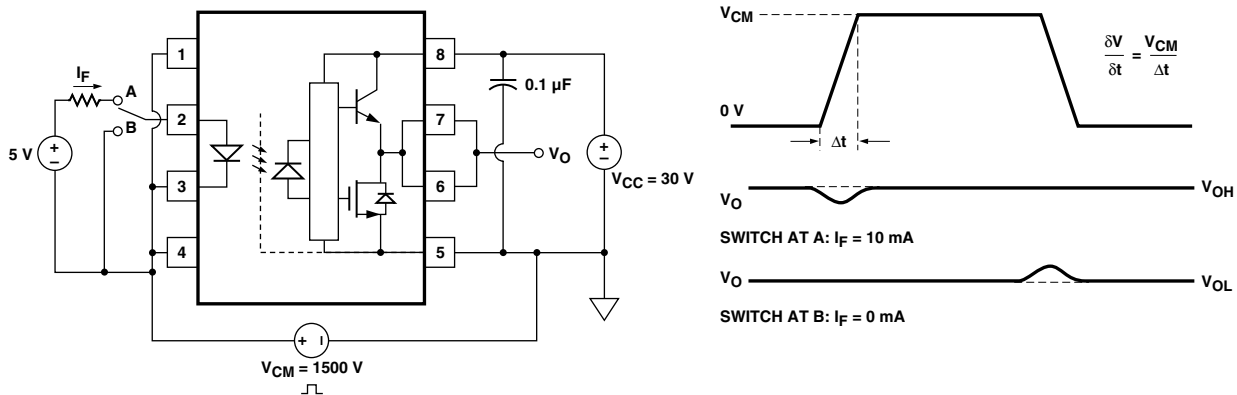 1
2
3
4
8
7
6
5
I_F
A
B
5 V
+
–
0.1 µF
V_O
+
–
V_CC = 30 V
+ –
V_CM = 1500 V
V_CM
0 V
Δt
δV/δt = V_CM/Δt
V_O
V_OH
SWITCH AT A: I_F = 10 mA
V_O
V_OL
SWITCH AT B: I_F = 0 mA